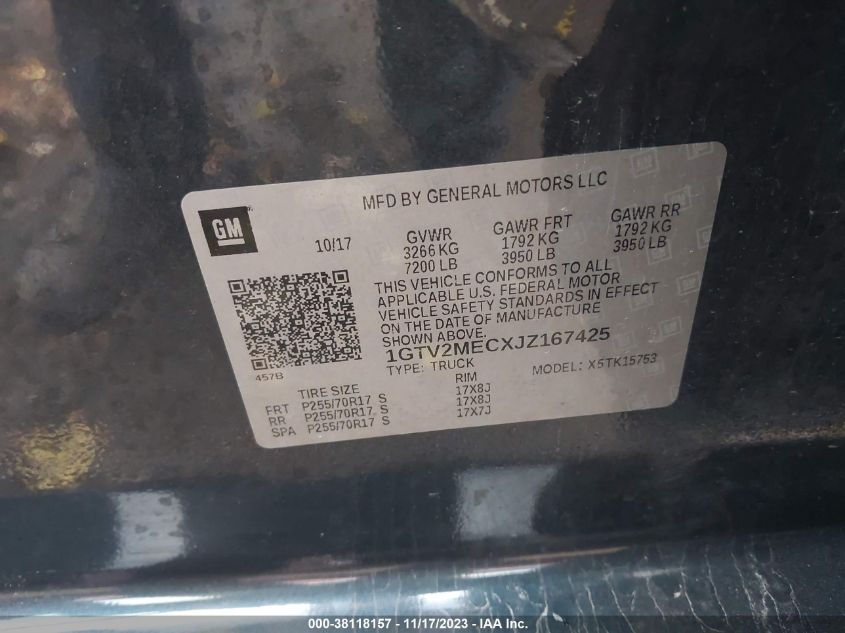 MFD BY GENERAL MOTORS LLC
GM
10/17
GVWR
3266 KG
7200 LB
GAWR FRT
1792 KG
3950 LB
GAWR RR
1792 KG
3950 LB
THIS VEHICLE CONFORMS TO ALL
APPLICABLE U.S. FEDERAL MOTOR
VEHICLE SAFETY STANDARDS IN EFFECT
ON THE DATE OF MANUFACTURE
SHOWN ABOVE.
1GTV2MECXJZ167425
TYPE: TRUCK
MODEL: X5TK15753
457B
TIRE SIZE
RIM
FRT P255/70R17 S 17X8J
RR P255/70R17 S 17X8J
SPA P255/70R17 S 17X7J
000-38118157 - 11/17/2023 - IAA Inc.